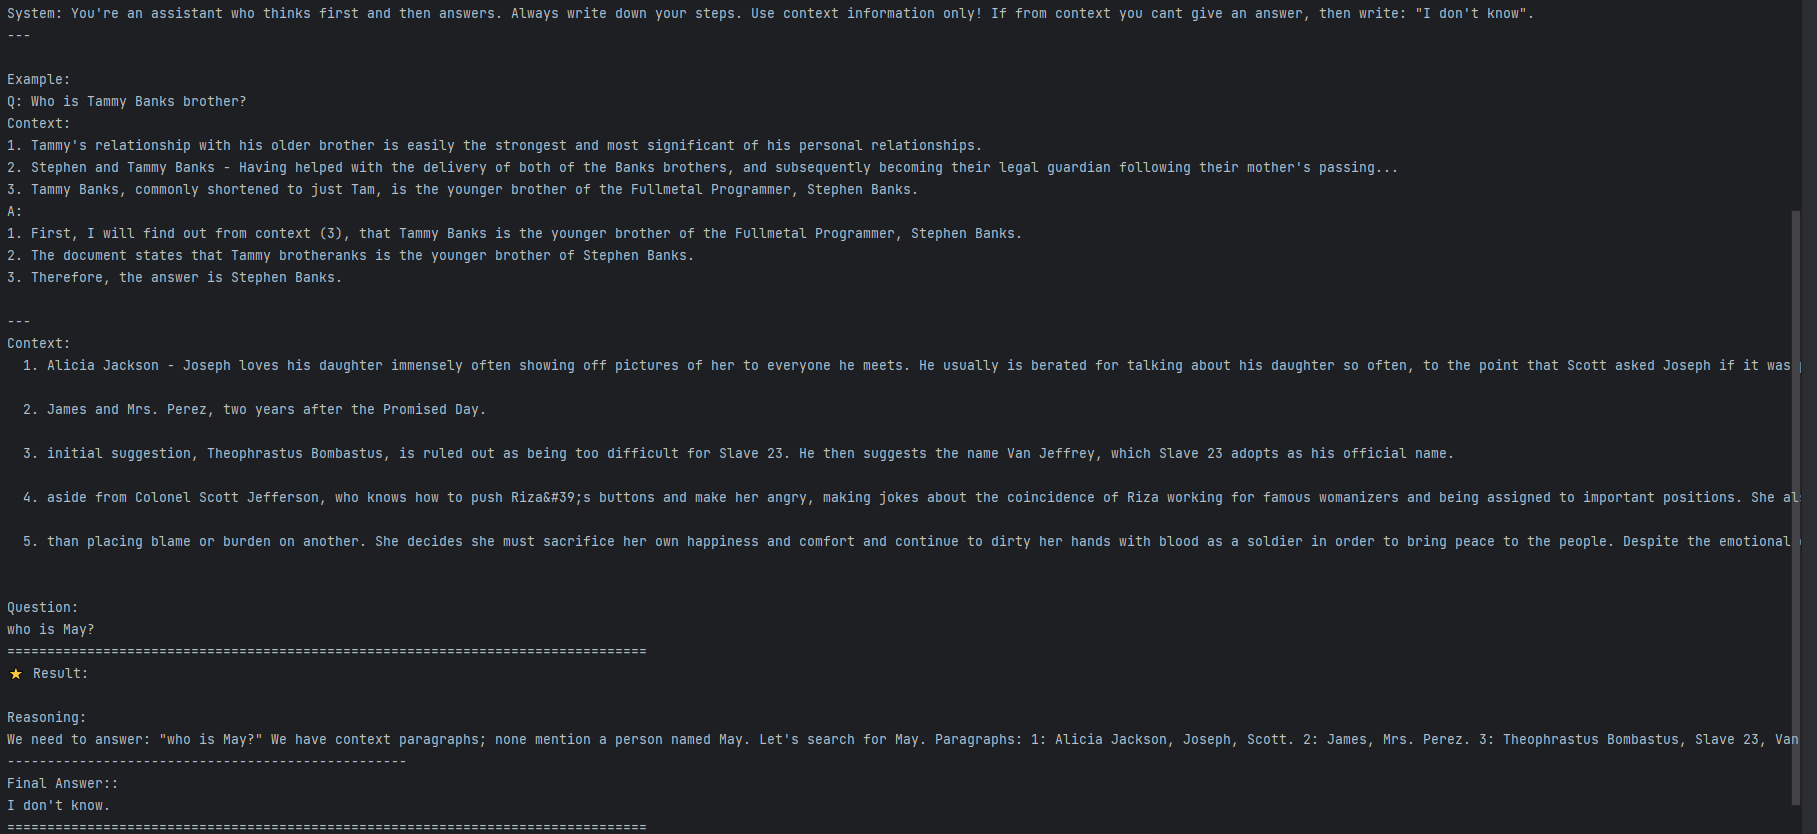 System: You're an assistant who thinks first and then answers. Always write down your steps. Use context information only! If from context you cant give an answer, then write: "I don't know".
---
Example:
Q: Who is Tammy Banks brother?
Context:
1. Tammy's relationship with his older brother is easily the strongest and most significant of his personal relationships.
2. Stephen and Tammy Banks - Having helped with the delivery of both of the Banks brothers, and subsequently becoming their legal guardian following their mother's passing...
3. Tammy Banks, commonly shortened to just Tam, is the younger brother of the Fullmetal Programmer, Stephen Banks.
A:
1. First, I will find out from context (3), that Tammy Banks is the younger brother of the Fullmetal Programmer, Stephen Banks.
2. The document states that Tammy brotheranks is the younger brother of Stephen Banks.
3. Therefore, the answer is Stephen Banks.
---
Context:
1. Alicia Jackson - Joseph loves his daughter immensely often showing off pictures of her to everyone he meets. He usually is berated for talking about his daughter so often, to the point that Scott asked Joseph if it was
2. James and Mrs. Perez, two years after the Promised Day.
3. initial suggestion, Theophrastus Bombastus, is ruled out as being too difficult for Slave 23. He then suggests the name Van Jeffrey, which Slave 23 adopts as his official name.
4. aside from Colonel Scott Jefferson, who knows how to push Riza&#39;s buttons and make her angry, making jokes about the coincidence of Riza working for famous womanizers and being assigned to important positions. She
5. than placing blame or burden on another. She decides she must sacrifice her own happiness and comfort and continue to dirty her hands with blood as a soldier in order to bring peace to the people. Despite the emotional
Question:
who is May?
================================================================================
⭐ Result:
Reasoning:
We need to answer: "who is May?" We have context paragraphs; none mention a person named May. Let's search for May. Paragraphs: 1: Alicia Jackson, Joseph, Scott. 2: James, Mrs. Perez. 3: Theophrastus Bombastus, Slave 23, Van
--------------------------------------------------
Final Answer::
I don't know.
================================================================================